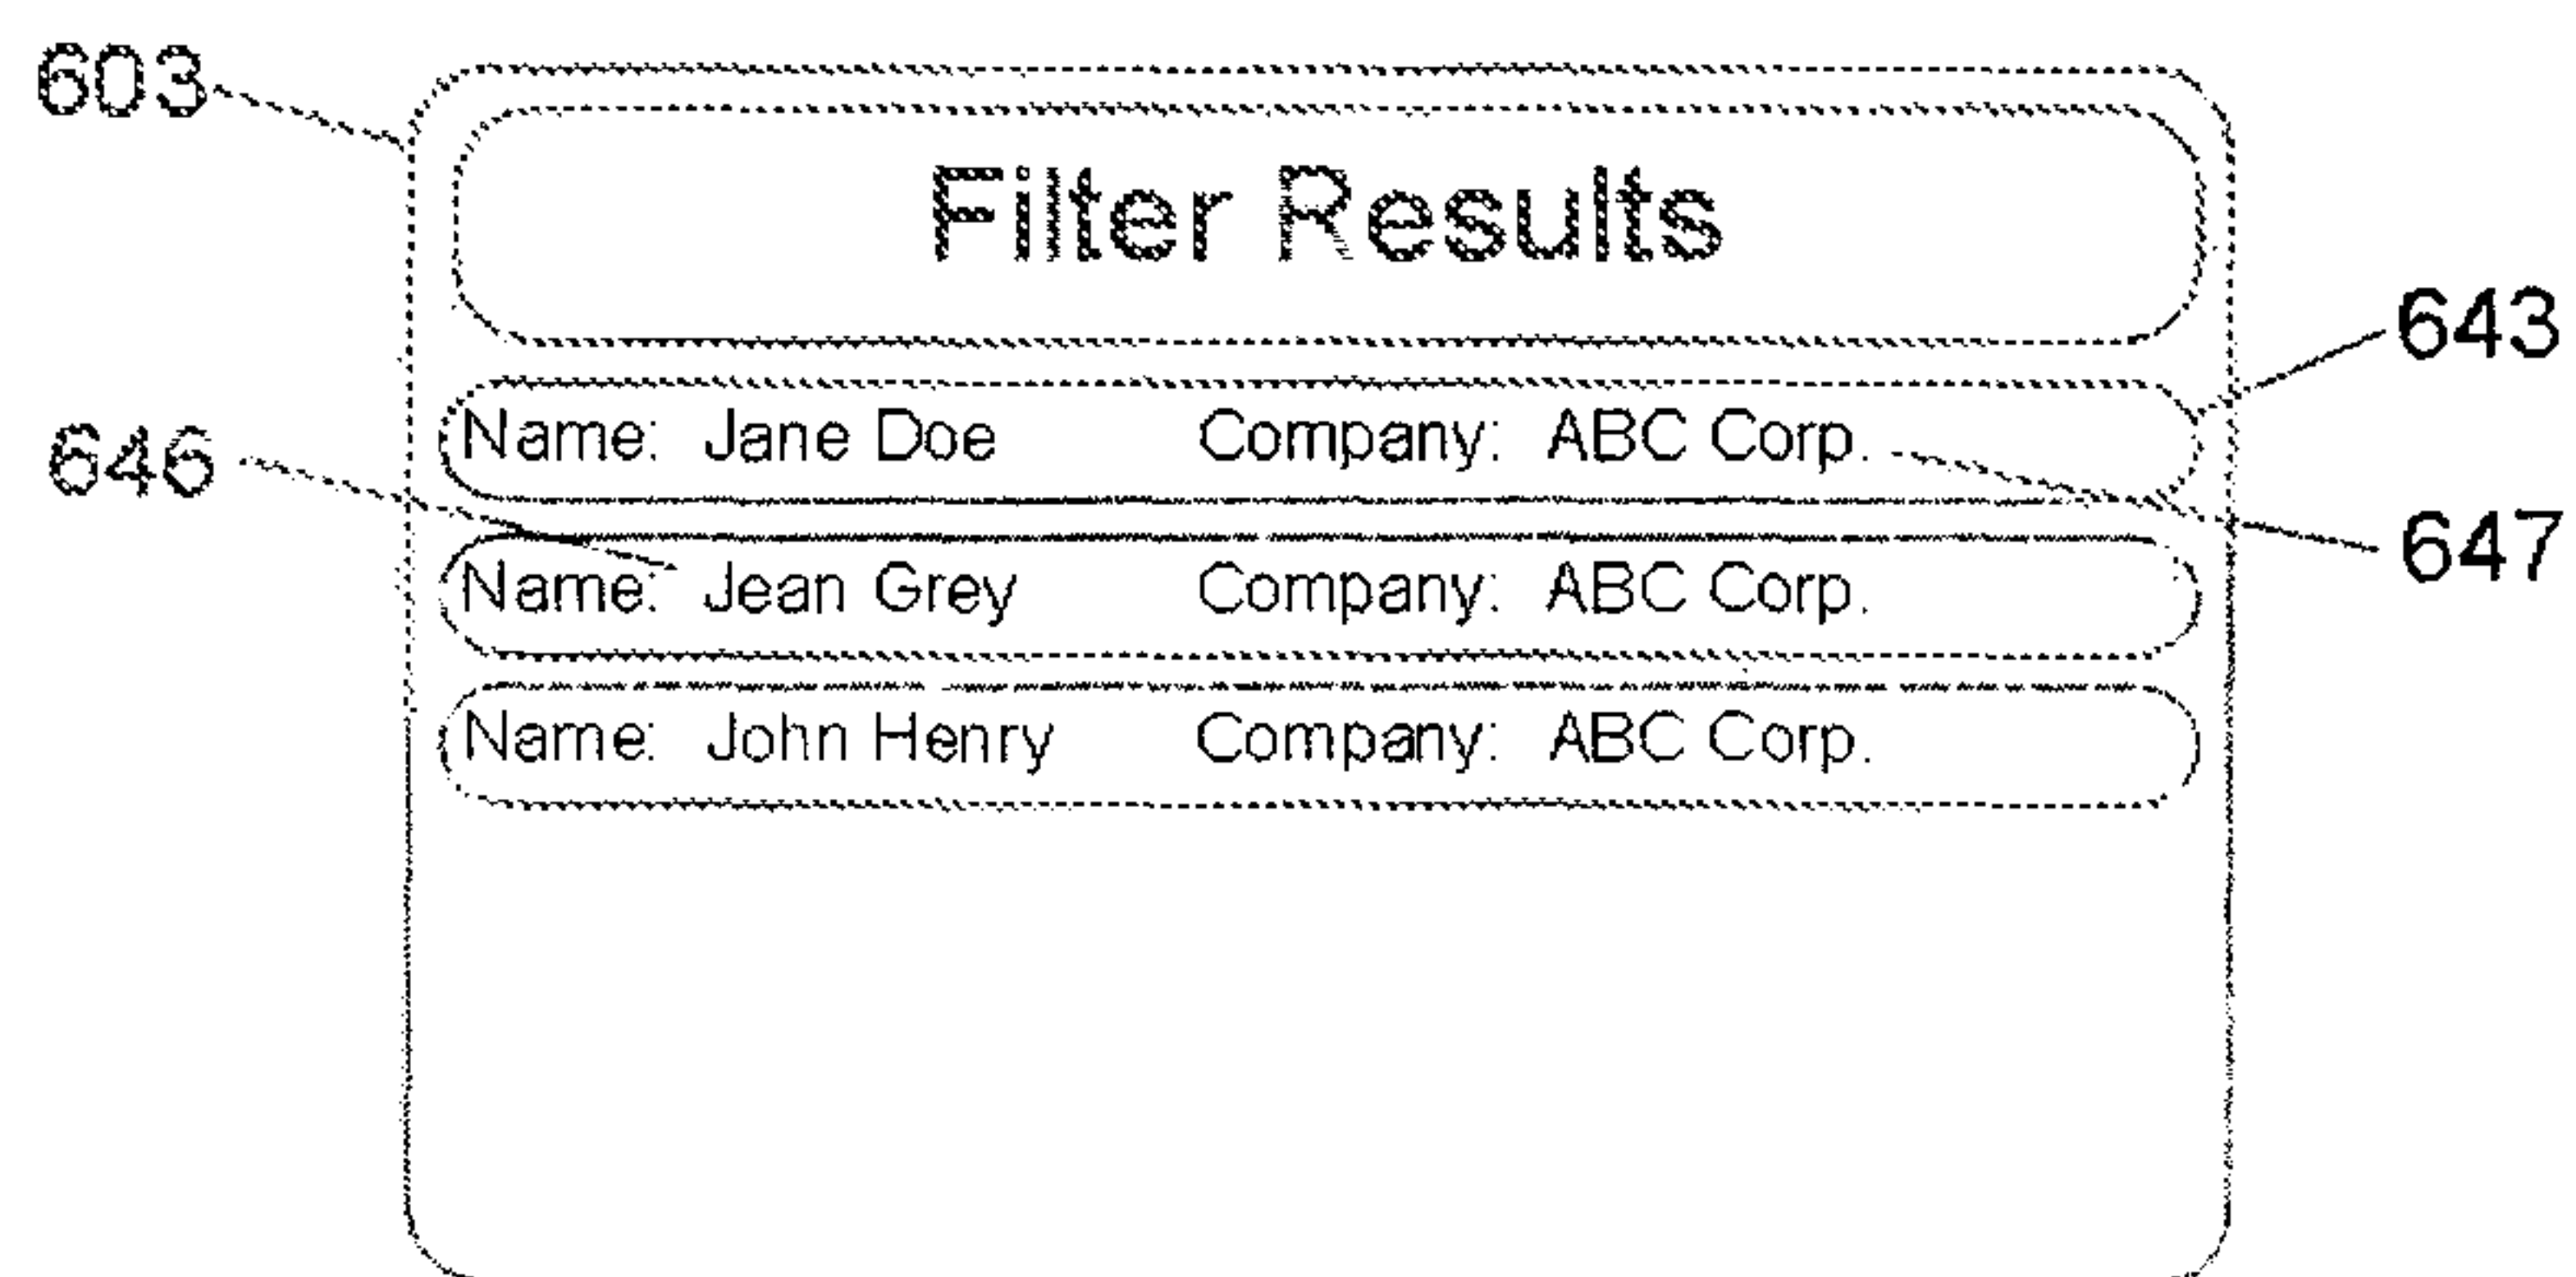 603
Filter Results
643
Name: Jane Doe Company: ABC Corp.
646
647
Name: Jean Grey Company: ABC Corp.
Name: John Henry Company: ABC Corp.